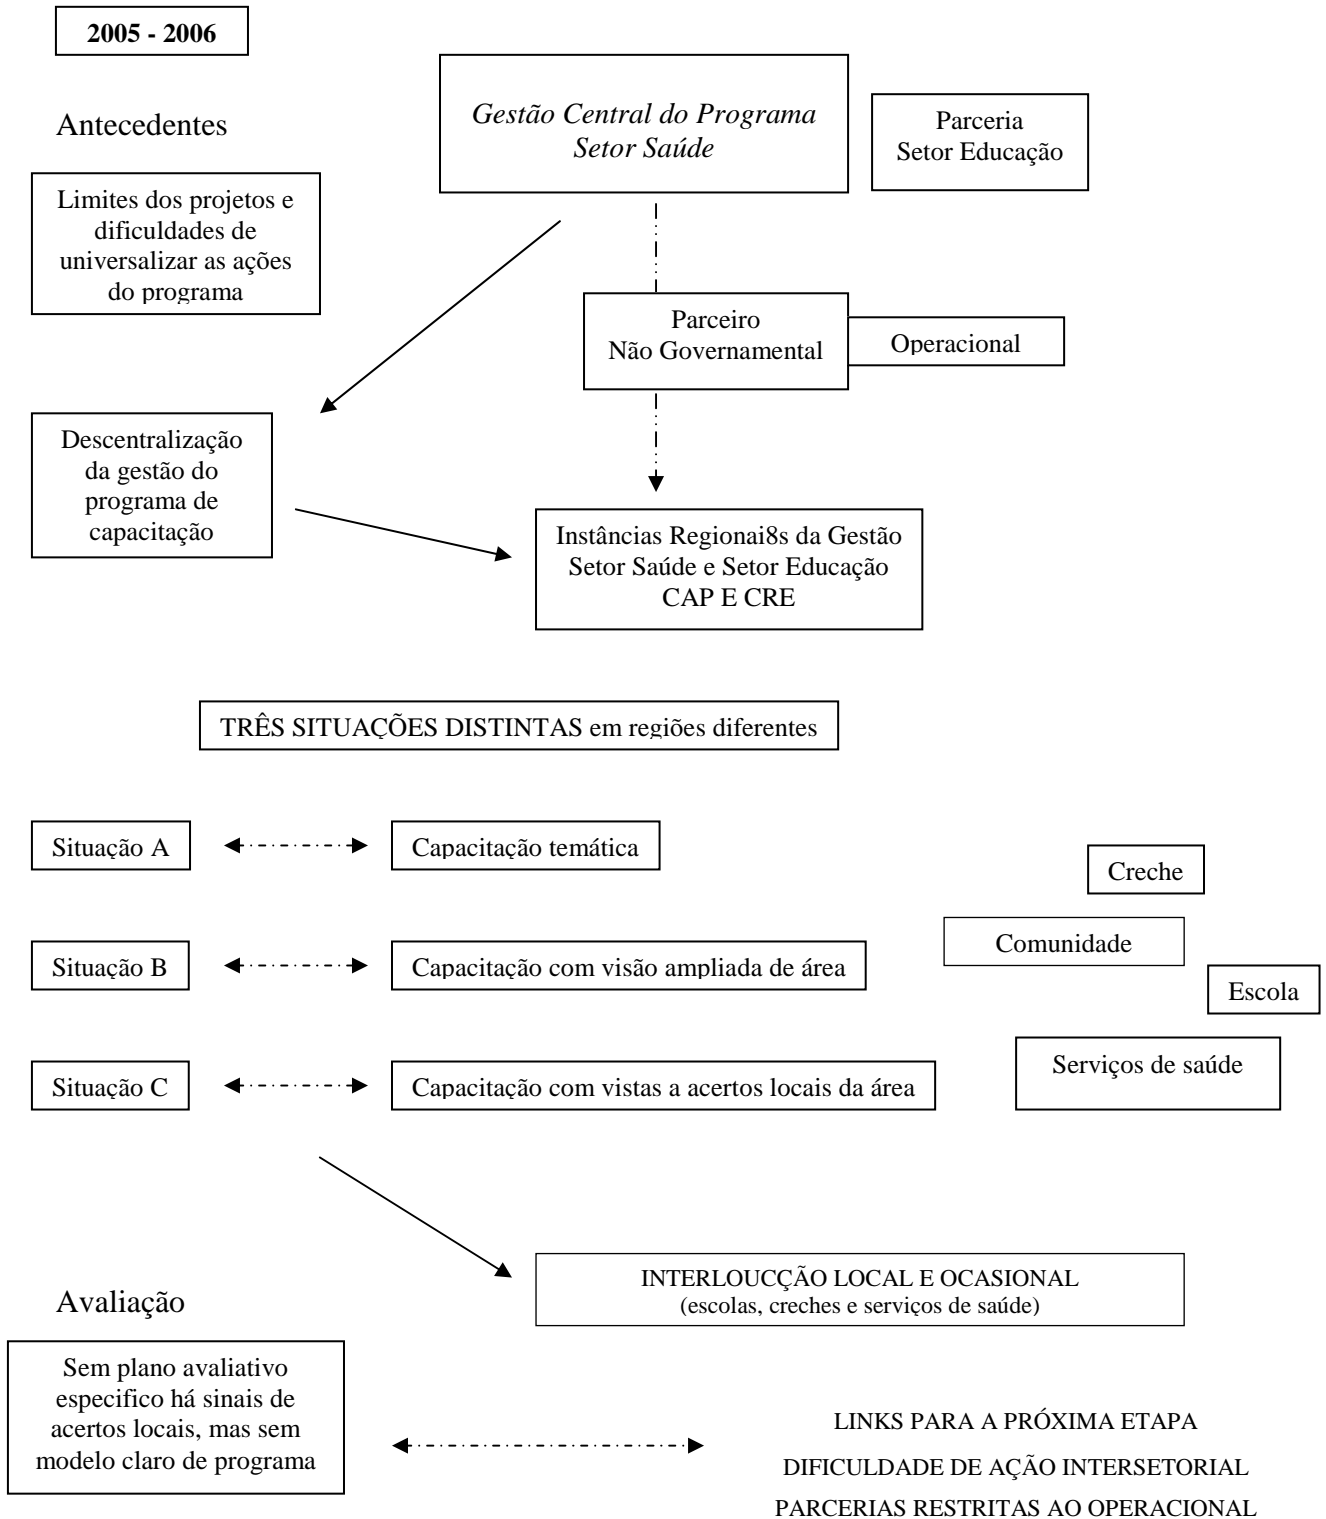 2005 - 2006
Gestão Central do Programa
Setor Saúde
Parceria
Setor Educação
Antecedentes
Limites dos projetos e
dificuldades de
universalizar as ações
do programa
Parceiro
Não Governamental
Operacional
Descentralização
da gestão do
programa de
capacitação
Instâncias Regionai8s da Gestão
Setor Saúde e Setor Educação
CAP E CRE
TRÊS SITUAÇÕES DISTINTAS em regiões diferentes
Situação A
Capacitação temática
Creche
Comunidade
Situação B
Capacitação com visão ampliada de área
Escola
Serviços de saúde
Situação C
Capacitação com vistas a acertos locais da área
INTERLOUCÇÃO LOCAL E OCASIONAL
(escolas, creches e serviços de saúde)
Avaliação
Sem plano avaliativo
especifico há sinais de
acertos locais, mas sem
modelo claro de programa
LINKS PARA A PRÓXIMA ETAPA
DIFICULDADE DE AÇÃO INTERSETORIAL
PARCERIAS RESTRITAS AO OPERACIONAL